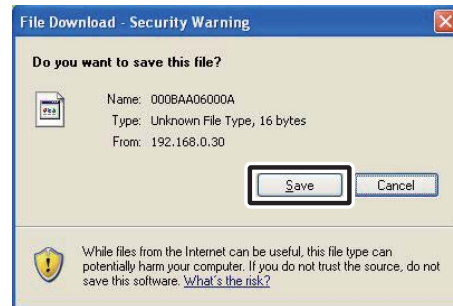 File Download - Security Warning
Do you want to save this file?
Name: 000BAA06000A
Type: Unknown File Type, 16 bytes
From: 192.168.0.30
Save Cancel
While files from the Internet can be useful, this file type can
potentially harm your computer. If you do not trust the source, do not
save this software. What's the risk?